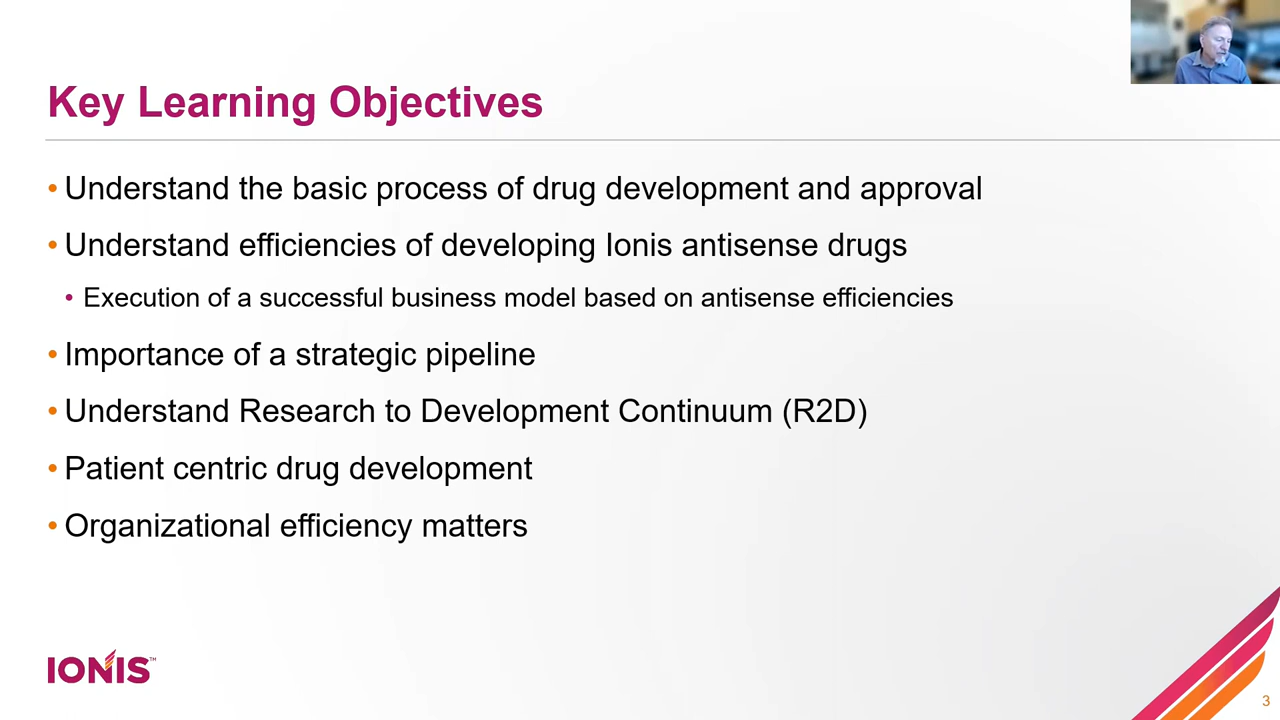 Key Learning Objectives
• Understand the basic process of drug development and approval
• Understand efficiencies of developing Ionis antisense drugs
• Execution of a successful business model based on antisense efficiencies
• Importance of a strategic pipeline
• Understand Research to Development Continuum (R2D)
• Patient centric drug development
• Organizational efficiency matters
IONIS™
3